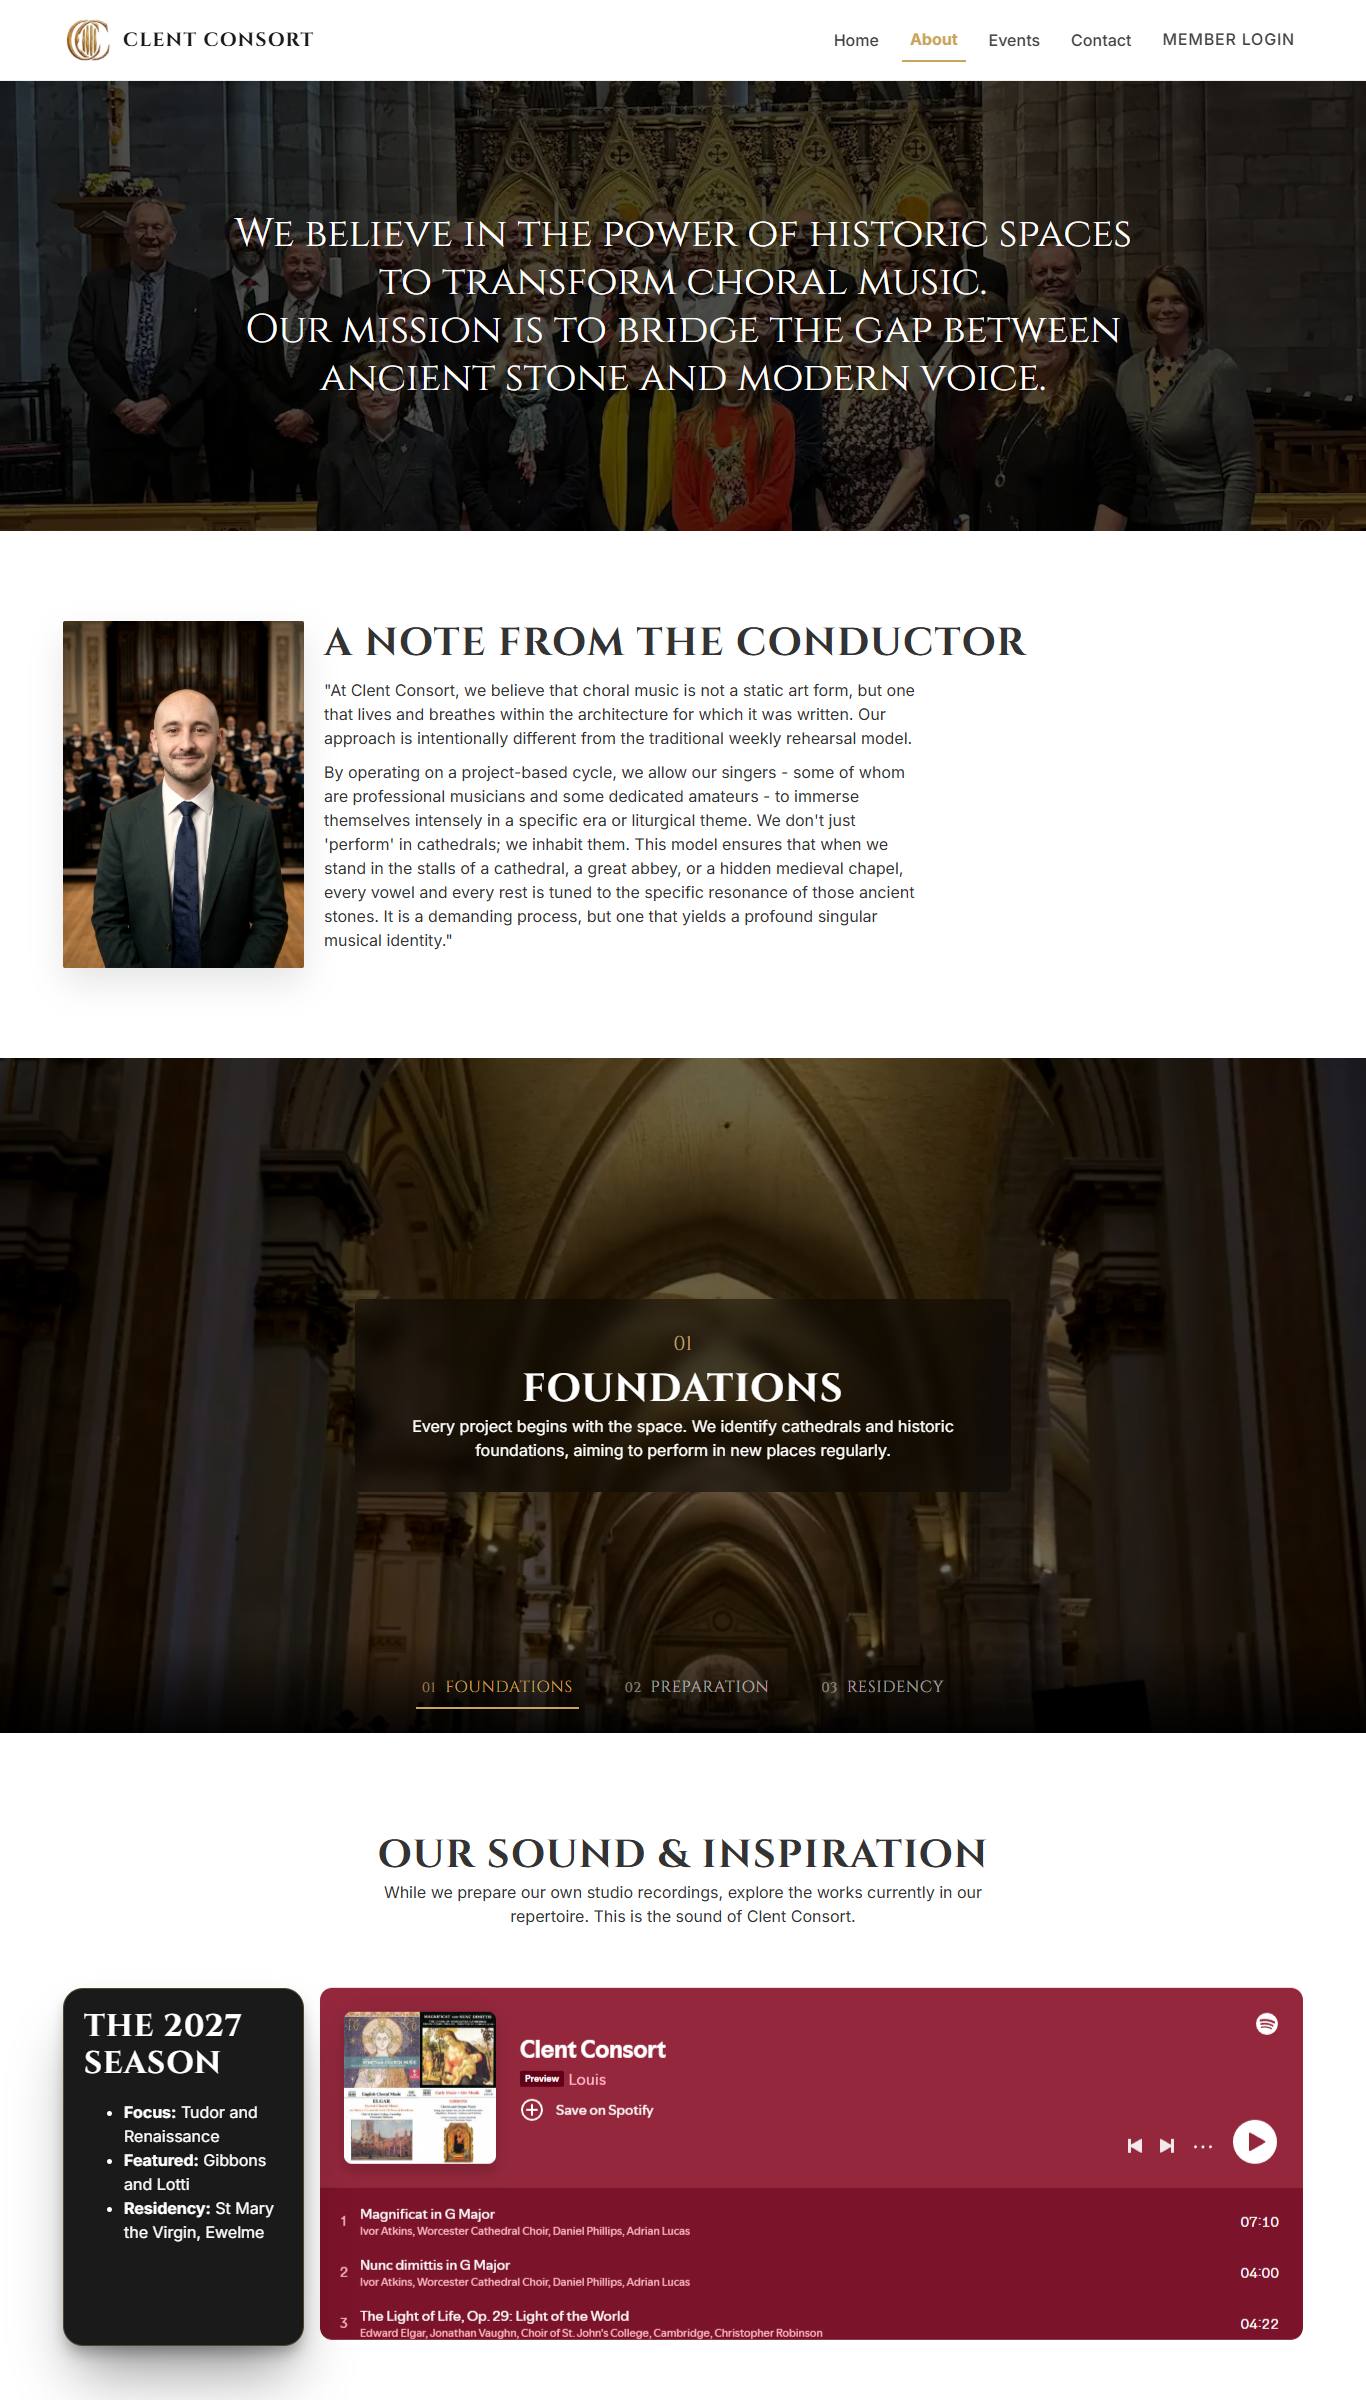 CLENT CONSORT
Home About Events Contact MEMBER LOGIN
We believe in the power of historic spaces
to transform choral music.
Our mission is to bridge the gap between
ancient stone and modern voice.
A NOTE FROM THE CONDUCTOR
"At Clent Consort, we believe that choral music is not a static art form, but one
that lives and breathes within the architecture for which it was written. Our
approach is intentionally different from the traditional weekly rehearsal model.
By operating on a project-based cycle, we allow our singers - some of whom
are professional musicians and some dedicated amateurs - to immerse
themselves intensely in a specific era or liturgical theme. We don't just
'perform' in cathedrals; we inhabit them. This model ensures that when we
stand in the stalls of a cathedral, a great abbey, or a hidden medieval chapel,
every vowel and every rest is tuned to the specific resonance of those ancient
stones. It is a demanding process, but one that yields a profound singular
musical identity."
01
FOUNDATIONS
Every project begins with the space. We identify cathedrals and historic
foundations, aiming to perform in new places regularly.
01 FOUNDATIONS 02 PREPARATION 03 RESIDENCY
OUR SOUND & INSPIRATION
While we prepare our own studio recordings, explore the works currently in our
repertoire. This is the sound of Clent Consort.
THE 2027
SEASON
• Focus: Tudor and
Renaissance
• Featured: Gibbons
and Lotti
• Residency: St Mary
the Virgin, Ewelme
ELGAR
Clent Consort
Preview Louis
Save on Spotify
1 Magnificat in G Major 07:10
Ivor Atkins, Worcester Cathedral Choir, Daniel Phillips, Adrian Lucas
2 Nunc dimittis in G Major 04:00
Ivor Atkins, Worcester Cathedral Choir, Daniel Phillips, Adrian Lucas
3 The Light of Life, Op. 29: Light of the World 04:22
Edward Elgar, Jonathan Vaughn, Choir of St. John's College, Cambridge, Christopher Robinson